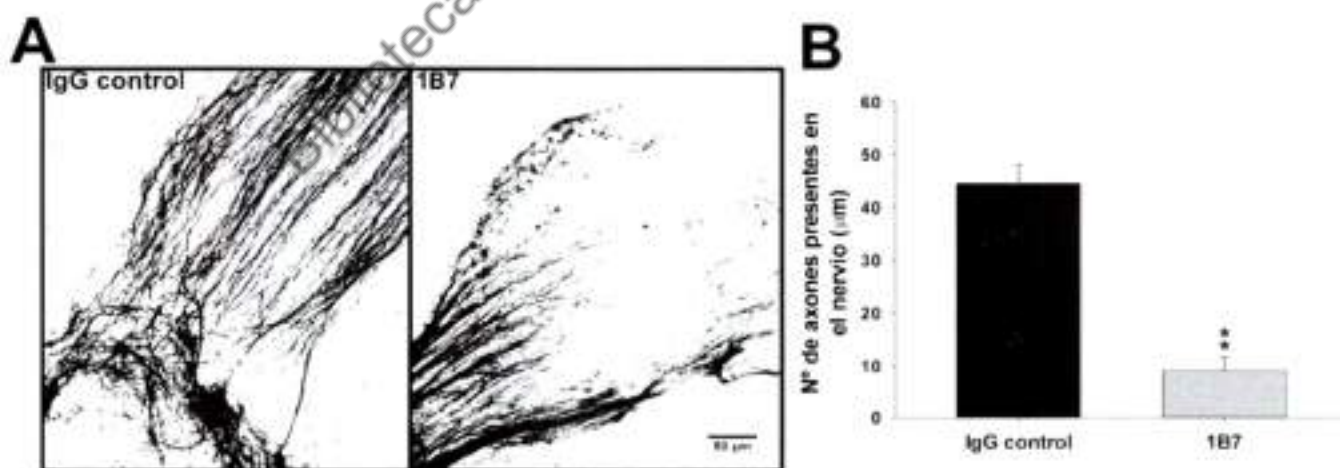 A
IgG control
1B7
B
60
50
40
30
20
10
0
Nº de axones presentes en
el nervio (µm)
**
IgG control
1B7